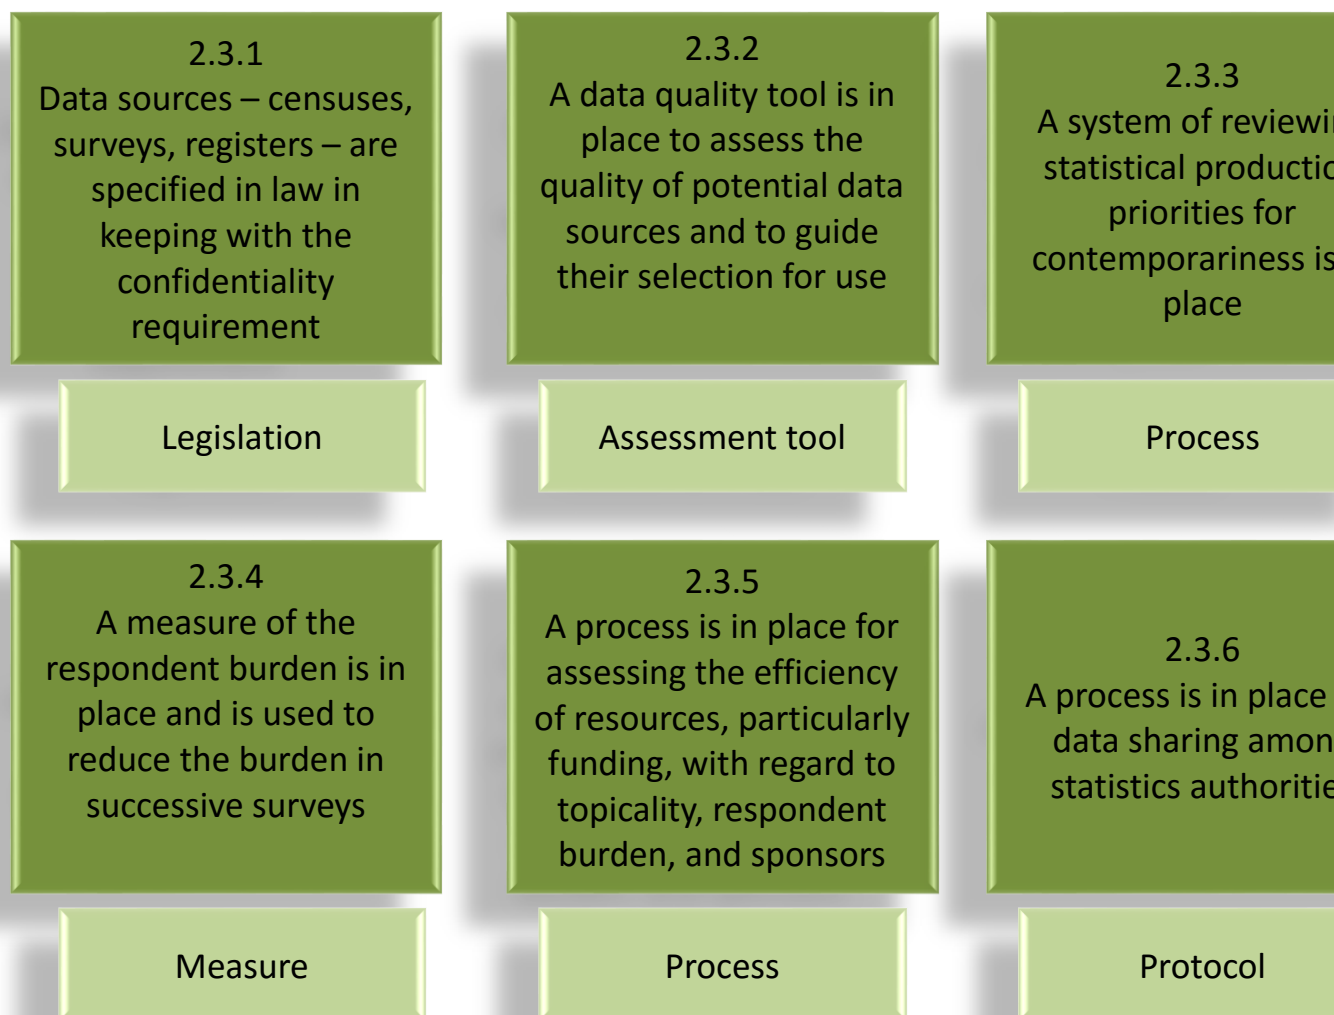 2.3.1
Data sources – censuses,
surveys, registers – are
specified in law in
keeping with the
confidentiality
requirement
Legislation
2.3.2
A data quality tool is in
place to assess the
quality of potential data
sources and to guide
their selection for use
Assessment tool
2.3.3
A system of
statistical
priorities for
contemporariness is
place
Process
2.3.4
A measure of the
respondent burden is in
place and is used to
reduce the burden in
successive surveys
Measure
2.3.5
A process is in place for
assessing the efficiency
of resources, particularly
funding, with regard to
topicality, respondent
burden, and sponsors
Process
2.3.6
A process is in place
data sharing
statistics
Protocol